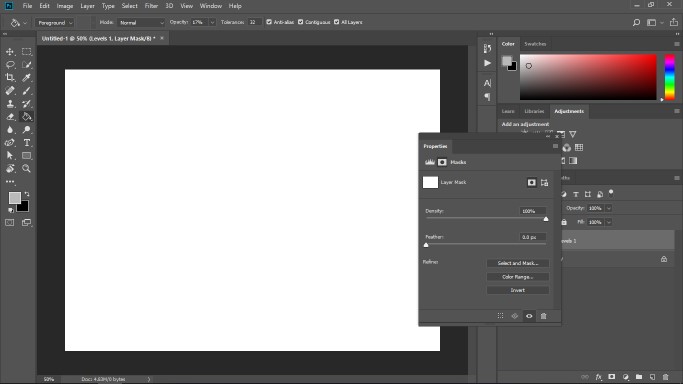 Ps File Edit Image Layer Type Select Filter 3D View Window Help
Foreground Mode: Normal Opacity: 17% Tolerance: 32 Anti-alias Contiguous All Layers
Untitled-1 @ 50% (Levels 1, Layer Mask/8) * ×
Color Swatches
Learn Libraries Adjustments
Add an adjustment
Properties
Masks
Layer Mask
Density: 100%
Feather: 0.0 px
Refine: Select and Mask...
Color Range...
Invert
Opacity: 100%
Fill: 100%
50% Doc: 4.83M/0 bytes